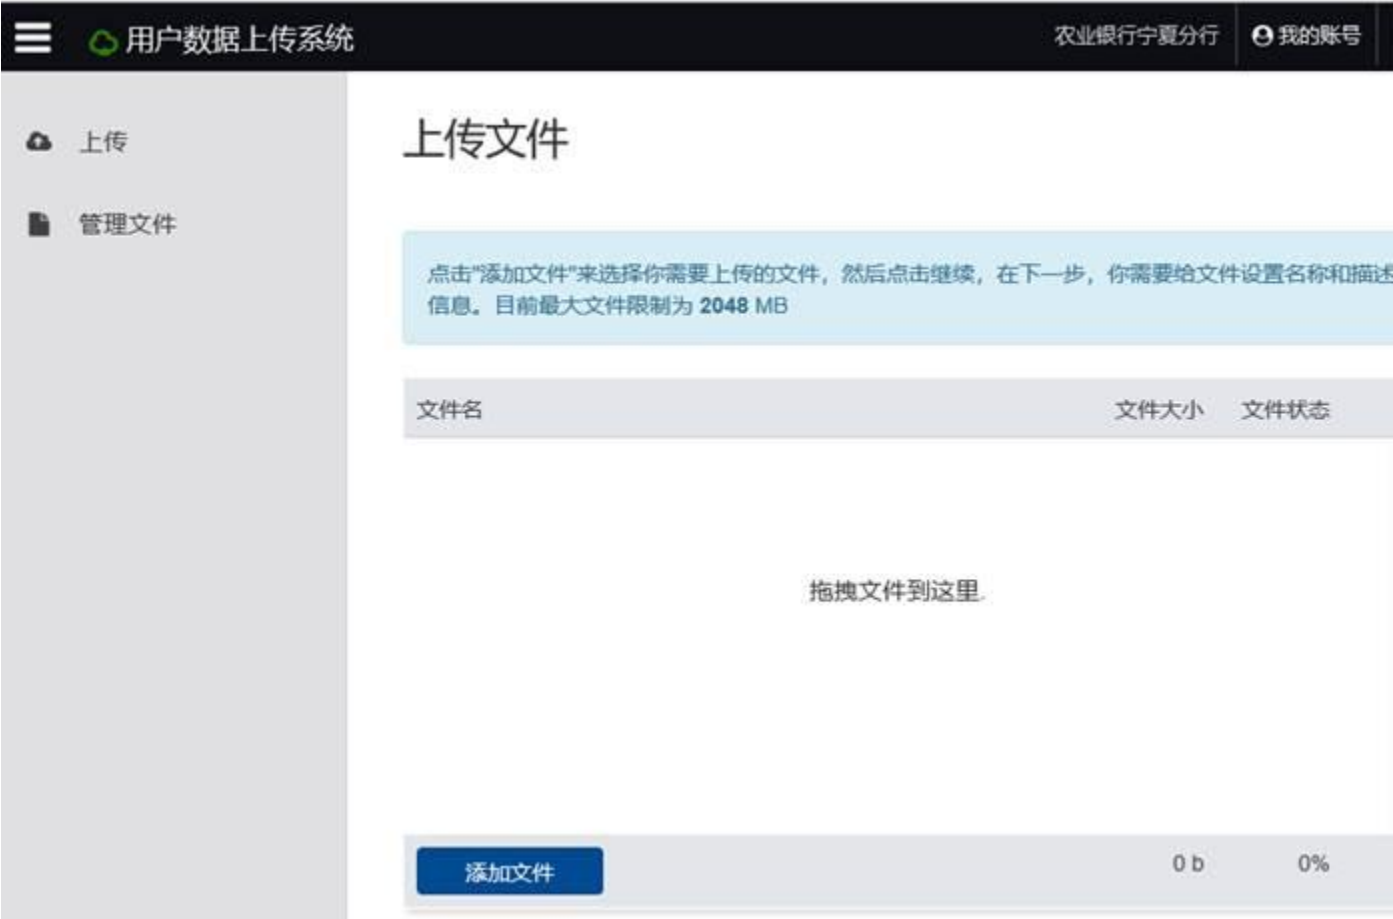 用户数据上传系统
农业银行宁夏分行
我的账号
上传
管理文件
上传文件
点击"添加文件"来选择你需要上传的文件，然后点击继续，在下一步，你需要给文件设置名称和描述
信息。目前最大文件限制为 2048 MB
文件名
文件大小
文件状态
拖拽文件到这里.
添加文件
0 b
0%